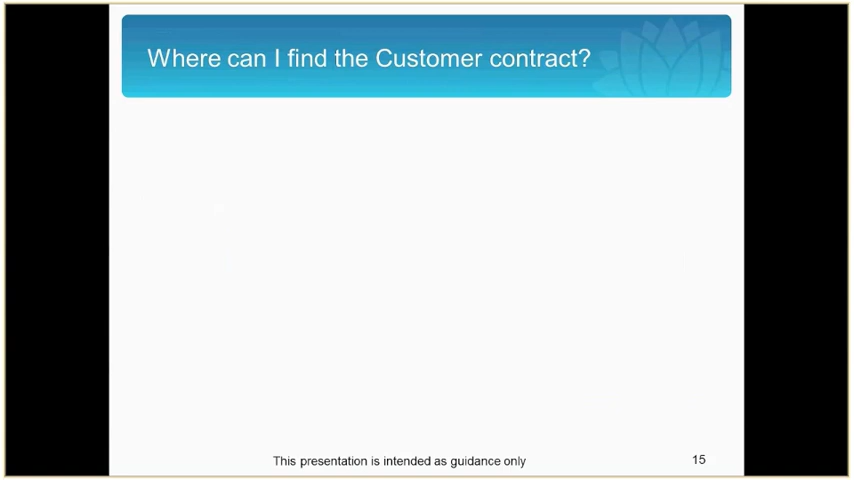 Where can I find the Customer contract?
This presentation is intended as guidance only
15